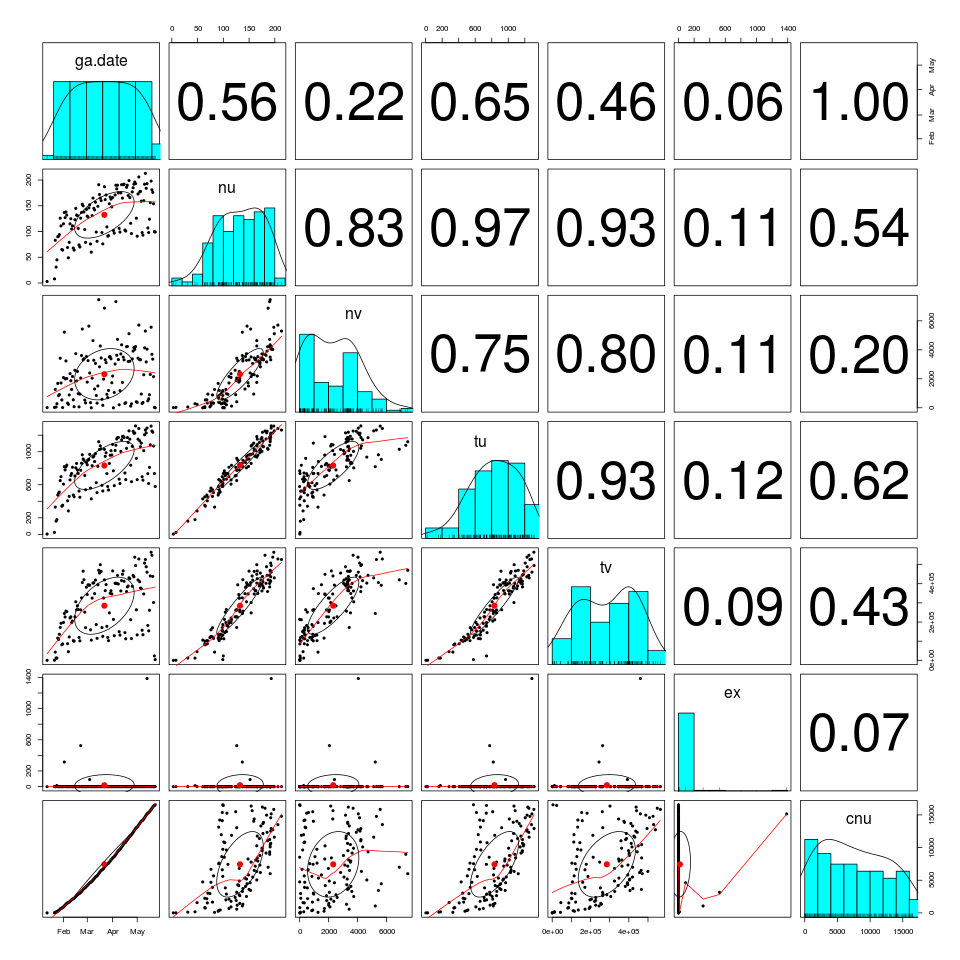 0 50 100 150 200 0 400 800 1200 0 200 600 1000 1400
ga.date 0.56 0.22 0.65 0.46 0.06 1.00 Feb Mar Apr May
0 50 100 150 200 nu 0.83 0.97 0.93 0.11 0.54
nv 0.75 0.80 0.11 0.20 0 2000 4000 6000
0 200 600 1000 tu 0.93 0.12 0.62
tv 0.09 0.43 0e+00 2e+05 4e+05
0 200 600 1000 1400 ex 0.07
cnu 0 5000 10000 15000
Feb Mar Apr May 0 2000 4000 6000 0e+00 2e+05 4e+05 0 5000 10000 15000